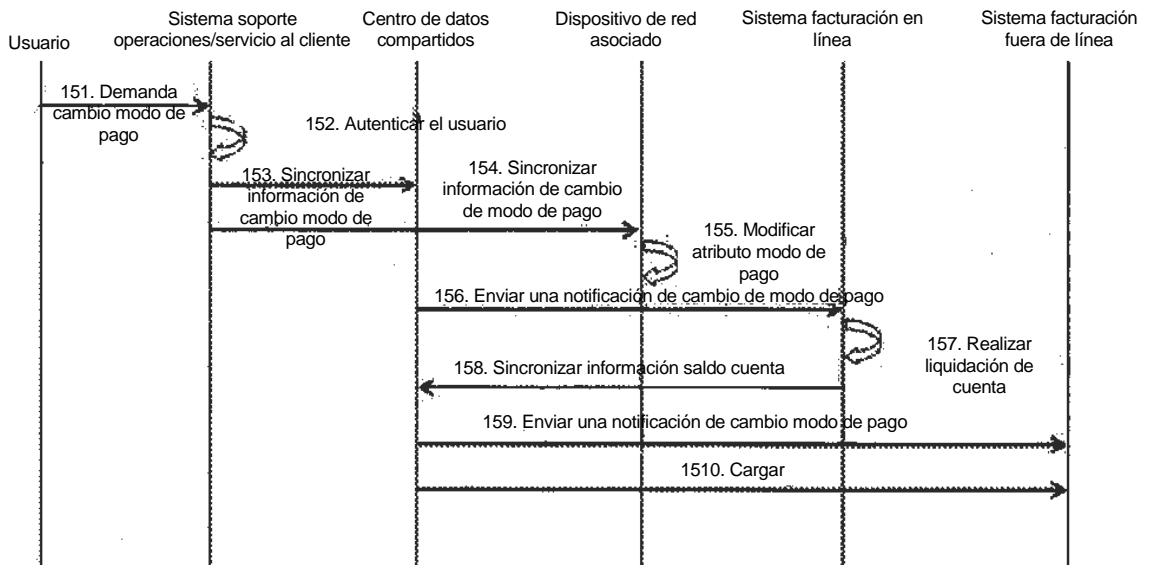 Usuario
Sistema soporte
operaciones/servicio al cliente
Centro de datos
compartidos
Dispositivo de red
asociado
Sistema facturación en
línea
Sistema facturación
fuera de línea
151. Demanda
cambio modo de
pago
152. Autenticar el usuario
153. Sincronizar
información de
cambio modo de
pago
154. Sincronizar
información de cambio
de modo de pago
155. Modificar
atributo modo de
pago
156. Enviar una notificación de cambio de modo de pago
157. Realizar
liquidación de
cuenta
158. Sincronizar información saldo cuenta
159. Enviar una notificación de cambio modo de pago
1510. Cargar